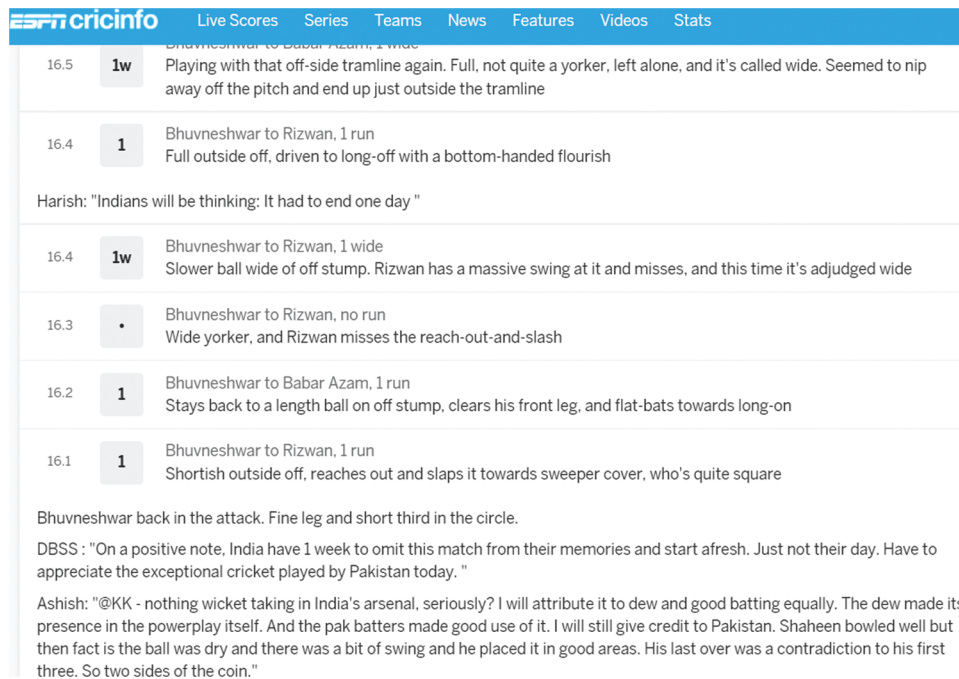 ESPN cricinfo Live Scores Series Teams News Features Videos Stats
Bhuvneshwar to Babar Azam, 1 wide
16.5 1w Playing with that off-side tramline again. Full, not quite a yorker, left alone, and it's called wide. Seemed to nip
away off the pitch and end up just outside the tramline
Bhuvneshwar to Rizwan, 1 run
16.4 1 Full outside off, driven to long-off with a bottom-handed flourish
Harish: "Indians will be thinking: It had to end one day "
Bhuvneshwar to Rizwan, 1 wide
16.4 1w Slower ball wide of off stump. Rizwan has a massive swing at it and misses, and this time it's adjudged wide
Bhuvneshwar to Rizwan, no run
16.3 • Wide yorker, and Rizwan misses the reach-out-and-slash
Bhuvneshwar to Babar Azam, 1 run
16.2 1 Stays back to a length ball on off stump, clears his front leg, and flat-bats towards long-on
Bhuvneshwar to Rizwan, 1 run
16.1 1 Shortish outside off, reaches out and slaps it towards sweeper cover, who's quite square
Bhuvneshwar back in the attack. Fine leg and short third in the circle.
DBSS : "On a positive note, India have 1 week to omit this match from their memories and start afresh. Just not their day. Have to
appreciate the exceptional cricket played by Pakistan today. "
Ashish: "@KK - nothing wicket taking in India's arsenal, seriously? I will attribute it to dew and good batting equally. The dew made its
presence in the powerplay itself. And the pak batters made good use of it. I will still give credit to Pakistan. Shaheen bowled well but
then fact is the ball was dry and there was a bit of swing and he placed it in good areas. His last over was a contradiction to his first
three. So two sides of the coin."